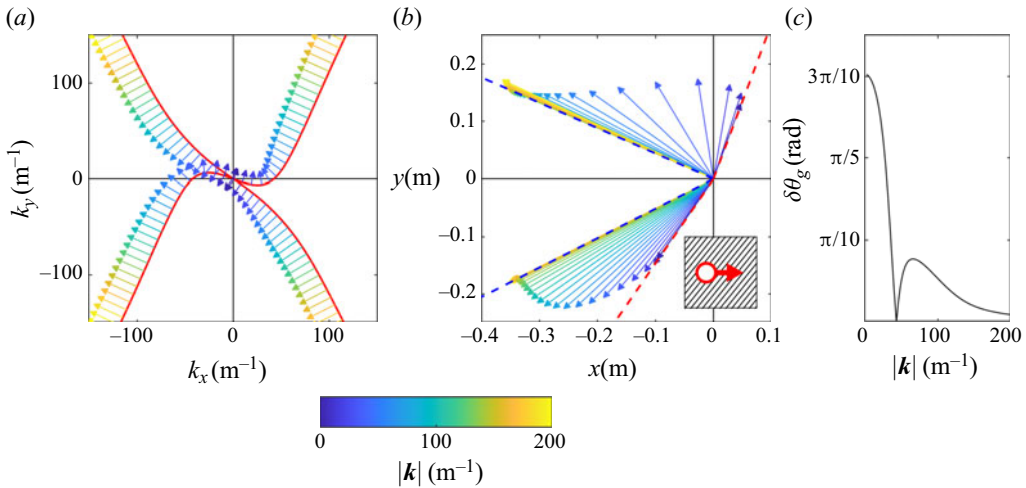 (a)
(b)
(c)
100
0
–100
k_y (m⁻¹)
–100
0
100
k_x (m⁻¹)
0.2
0.1
0
–0.1
–0.2
y(m)
–0.4
–0.3
–0.2
–0.1
0
0.1
x(m)
3π/10
π/5
π/10
δθ_g (rad)
0
100
200
|k| (m⁻¹)
0
100
200
|k| (m⁻¹)